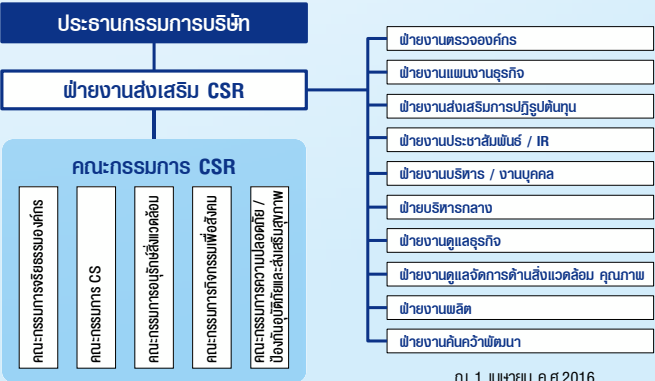 ประธานกรรมการบริษัท
ฝ่ายงานส่งเสริม CSR
คณะกรรมการ CSR
คณะกรรมการจริยธรรมองค์กร
คณะกรรมการ CS
คณะกรรมการอนุรักษ์สิ่งแวดล้อม
คณะกรรมการกิจกรรมเพื่อสังคม
คณะกรรมการความปลอดภัย /
ป้องกันอุบัติภัยและส่งเสริมสุขภาพ
ฝ่ายงานตรวจองค์กร
ฝ่ายงานแผนงานธุรกิจ
ฝ่ายงานส่งเสริมการปฏิรูปต้นทุน
ฝ่ายงานประชาสัมพันธ์ / IR
ฝ่ายงานบริหาร / งานบุคคล
ฝ่ายบริหารกลาง
ฝ่ายงานดูแลธุรกิจ
ฝ่ายงานดูแลจัดการด้านสิ่งแวดล้อม คุณภาพ
ฝ่ายงานผลิต
ฝ่ายงานค้นคว้าพัฒนา
ณ 1 เมษายน ค.ศ.2016